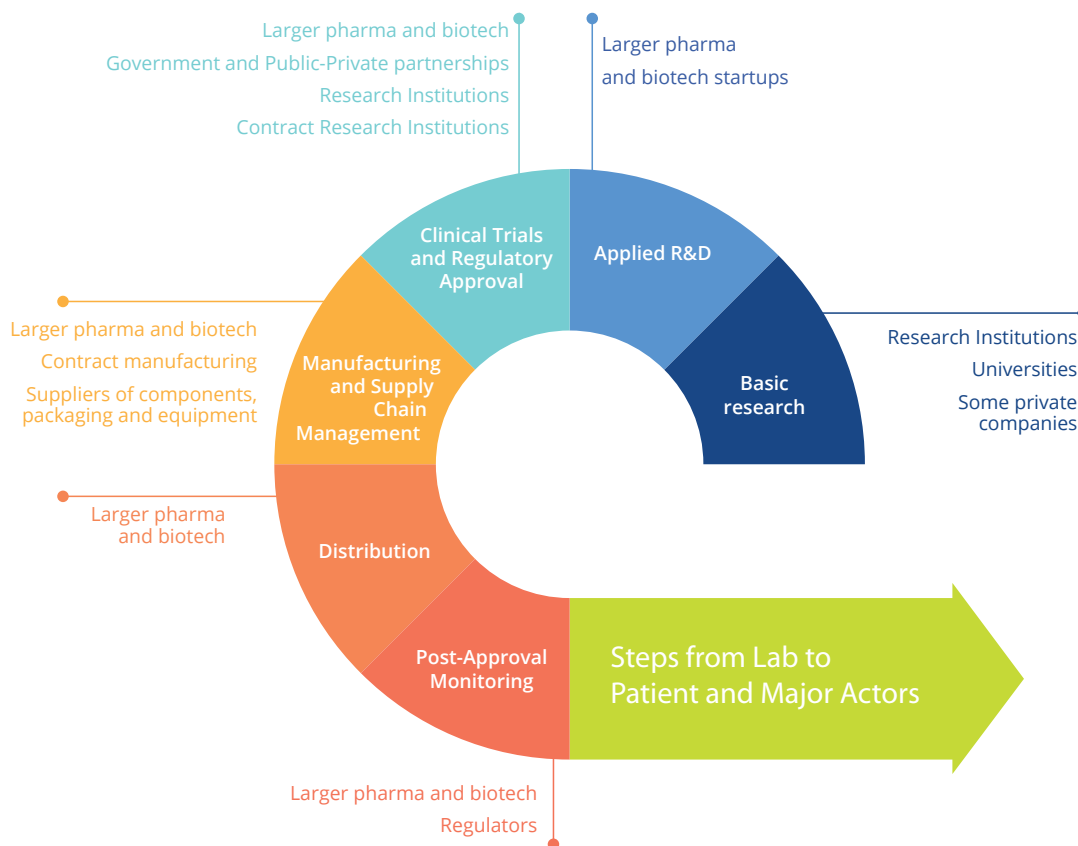 Larger pharma and biotech
Government and Public-Private partnerships
Research Institutions
Contract Research Institutions
Larger pharma
and biotech startups
Clinical Trials
and Regulatory
Approval
Applied R&D
Larger pharma and biotech
Contract manufacturing
Suppliers of components,
packaging and equipment
Manufacturing
and Supply
Chain
Management
Basic
research
Research Institutions
Universities
Some private
companies
Larger pharma
and biotech
Distribution
Post-Approval
Monitoring
Steps from Lab to
Patient and Major Actors
Larger pharma and biotech
Regulators